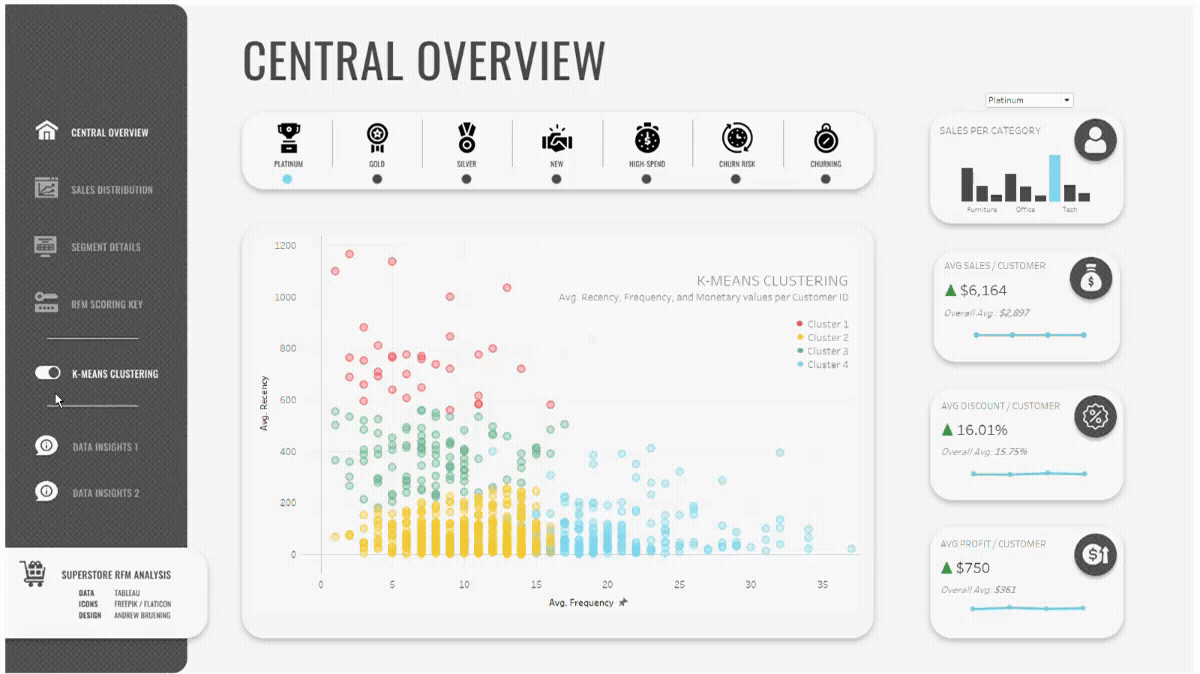 CENTRAL OVERVIEW
SALES DISTRIBUTION
SEGMENT DETAILS
RFM SCORING KEY
K-MEANS CLUSTERING
DATA INSIGHTS 1
DATA INSIGHTS 2
SUPERSTORE RFM ANALYSIS
DATA TABLEAU
ICONS FREEPIK / FLATICON
DESIGN ANDREW BRUENING
CENTRAL OVERVIEW
PLATINUM GOLD SILVER NEW HIGH-SPEND CHURN RISK CHURNING
K-MEANS CLUSTERING
Avg. Recency, Frequency, and Monetary values per Customer ID
Cluster 1
Cluster 2
Cluster 3
Cluster 4
Avg. Recency
1200
1000
800
600
400
200
0
0 5 10 15 20 25 30 35
Avg. Frequency
Platinum
SALES PER CATEGORY
Furniture Office Tech
AVG SALES / CUSTOMER
▲ $6,164
Overall Avg.: $2,897
AVG DISCOUNT / CUSTOMER
▲ 16.01%
Overall Avg: 15.75%
AVG PROFIT / CUSTOMER
▲ $750
Overall Avg: $361